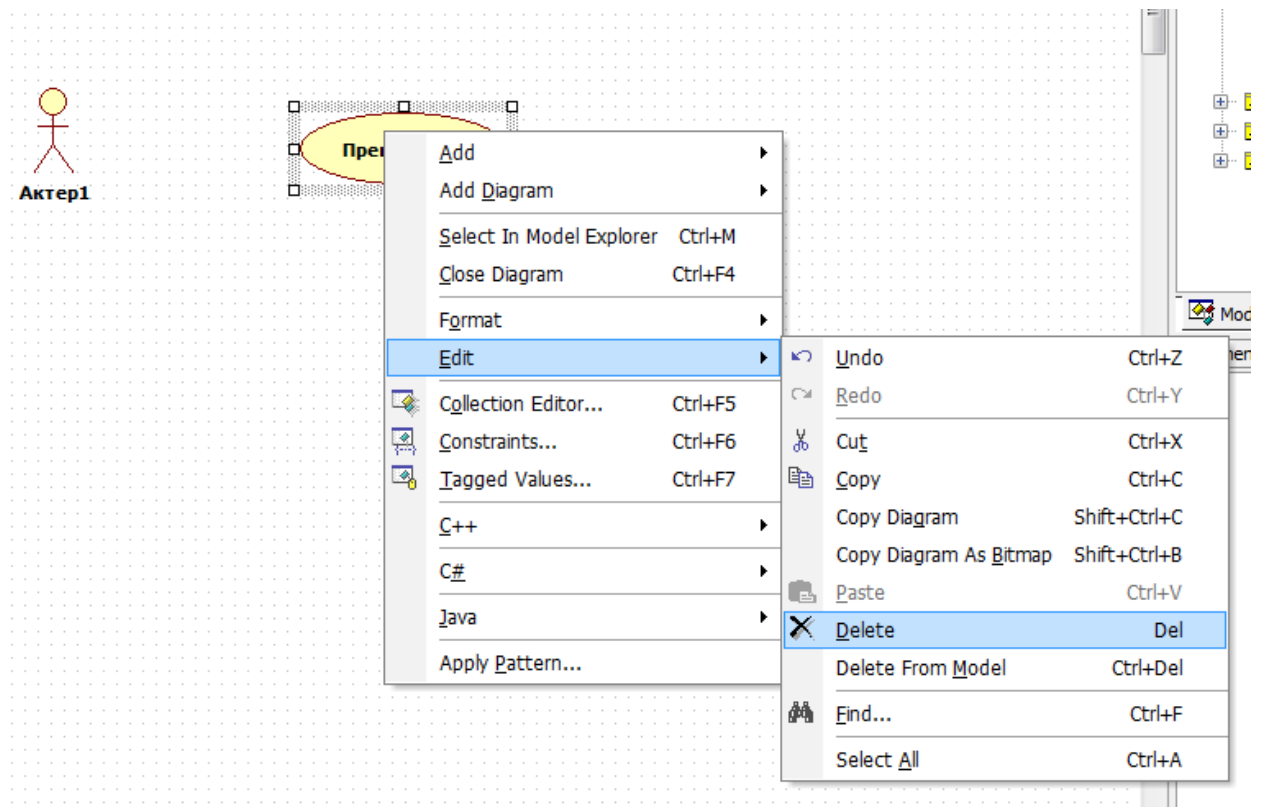 Актер1
Add
Add Diagram
Select In Model Explorer Ctrl+M
Close Diagram Ctrl+F4
Format
Edit
Collection Editor... Ctrl+F5
Constraints... Ctrl+F6
Tagged Values... Ctrl+F7
C++
C#
Java
Apply Pattern...
Undo Ctrl+Z
Redo Ctrl+Y
Cut Ctrl+X
Copy Ctrl+C
Copy Diagram Shift+Ctrl+C
Copy Diagram As Bitmap Shift+Ctrl+B
Paste Ctrl+V
Delete Del
Delete From Model Ctrl+Del
Find... Ctrl+F
Select All Ctrl+A